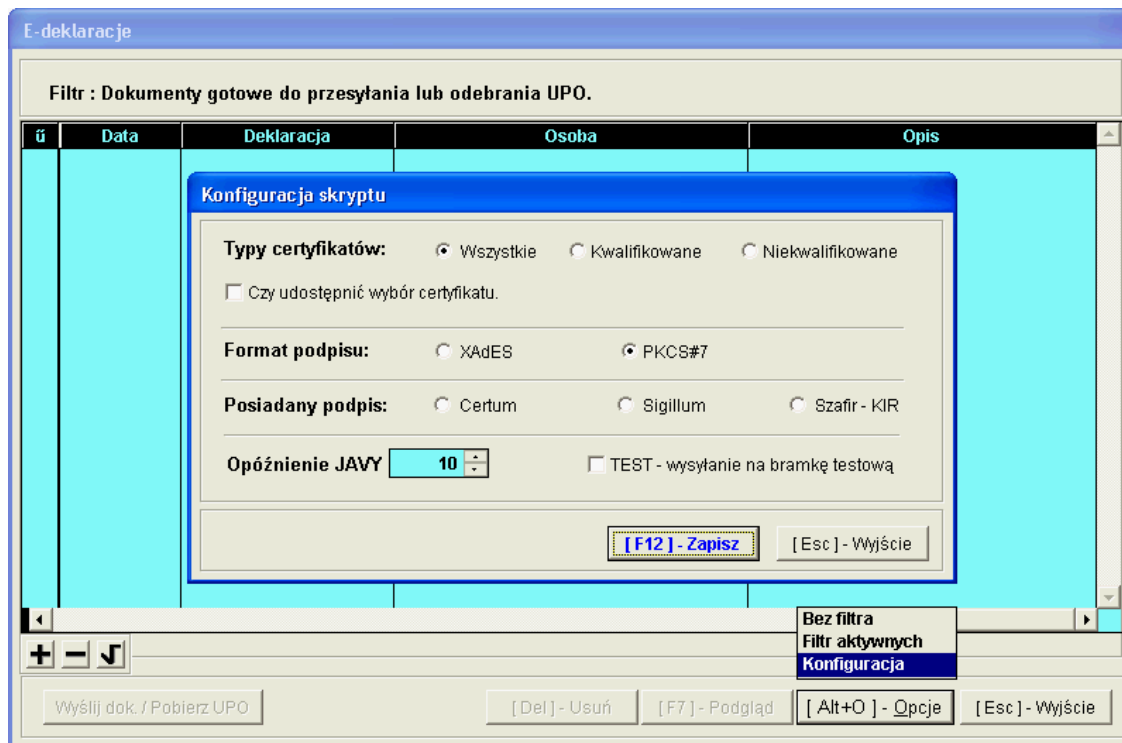 E-deklaracje
Filtr : Dokumenty gotowe do przesyłania lub odebrania UPO.
ű Data Deklaracja Osoba Opis
Konfiguracja skryptu
Typy certyfikatów: Wszystkie Kwalifikowane Niekwalifikowane
Czy udostępnić wybór certyfikatu.
Format podpisu: XAdES PKCS#7
Posiadany podpis: Certum Sigillum Szafir - KIR
Opóźnienie JAVY 10 TEST - wysyłanie na bramkę testową
[ F12 ] - Zapisz [ Esc ] - Wyjście
Bez filtra
Filtr aktywnych
Konfiguracja
Wyślij dok. / Pobierz UPO [ Del ] - Usuń [ F7 ] - Podgląd [ Alt+O ] - Opcje [ Esc ] - Wyjście